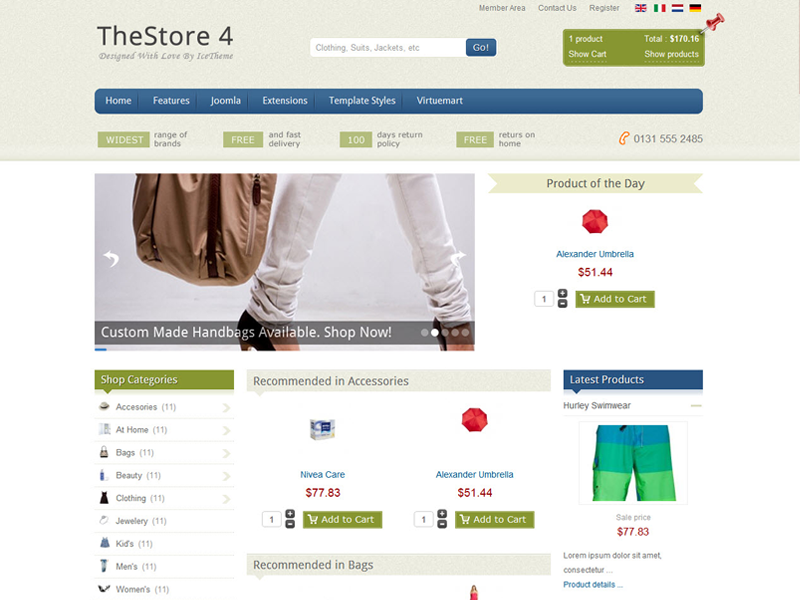 Member Area Contact Us Register
TheStore 4
Designed With Love By IceTheme
Clothing, Suits, Jackets, etc Go!
1 product Total : $170.16
Show Cart Show products
Home Features Joomla Extensions Template Styles Virtuemart
WIDEST range of brands
FREE and fast delivery
100 days return policy
FREE returs on home
0131 555 2485
Custom Made Handbags Available. Shop Now!
Product of the Day
Alexander Umbrella
$51.44
1 Add to Cart
Shop Categories
Accesories (11)
At Home (11)
Bags (11)
Beauty (11)
Clothing (11)
Jewelery (11)
Kid's (11)
Men's (11)
Women's (11)
Recommended in Accessories
Nivea Care Alexander Umbrella
$77.83 $51.44
1 Add to Cart 1 Add to Cart
Recommended in Bags
Latest Products
Hurley Swimwear
Sale price
$77.83
Lorem ipsum dolor sit amet,
consectetur ...
Product details ...